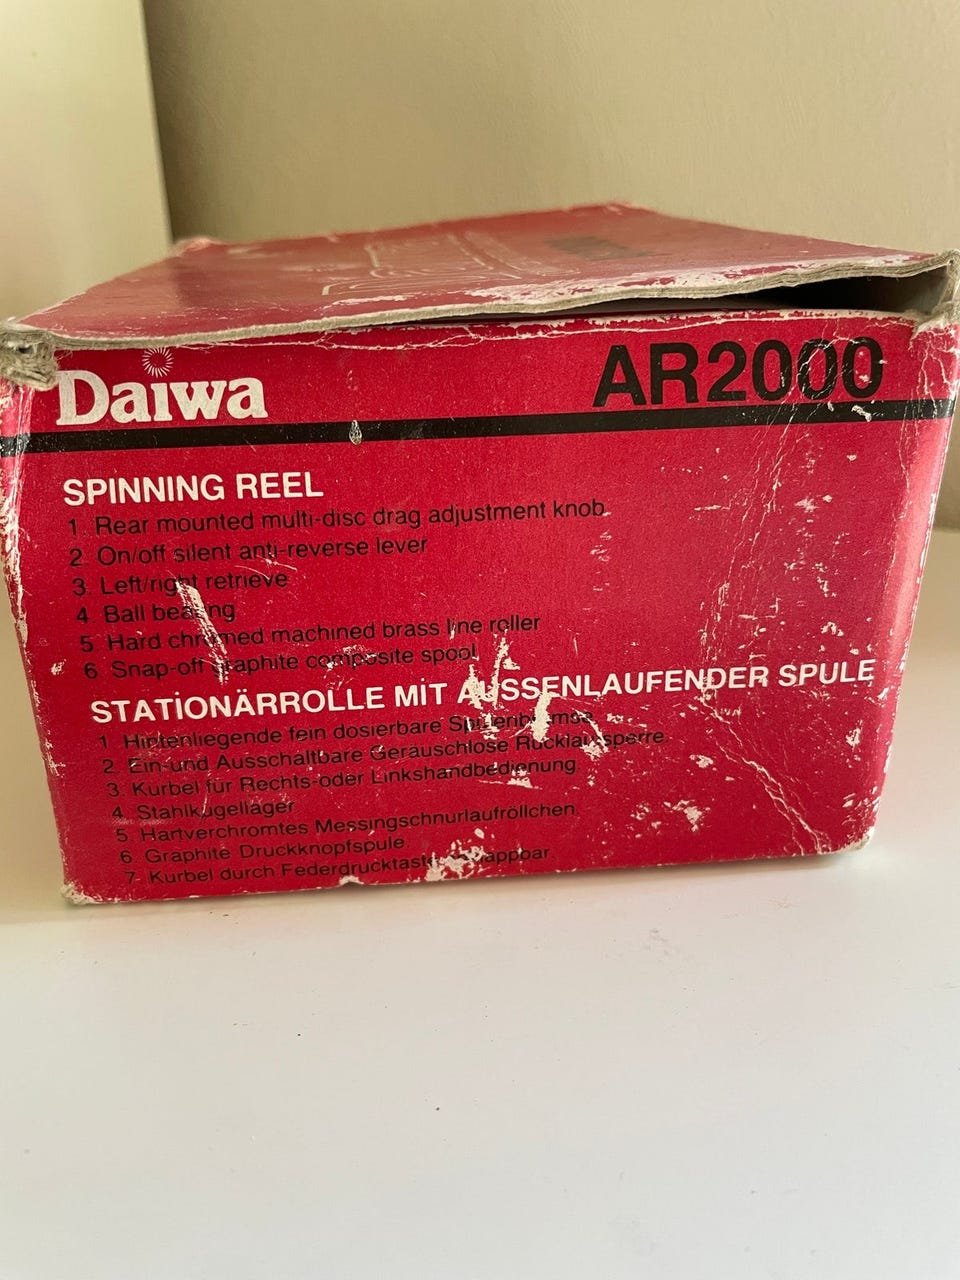 Daiwa
AR2000
SPINNING REEL
1 Rear mounted multi-disc drag adjustment knob
2. On/off silent anti-reverse lever
3. Left/right retrieve
4 Ball bearing
5 Hard chromed machined brass line roller
6. Snap-off graphite composite spool
STATIONÄRROLLE MIT AUSSENLAUFENDER SPULE
1 Hintenliegende fein dosierbare Spulenbremse
2. Ein-und Ausschaltbare Geräuschlose Rücklaufsperre.
3. Kurbel für Rechts-oder Linkshandbedienung.
4. Stahlkugellager
5 Hartverchromtes Messingschnurlaufröllchen.
6 Graphite Druckknopfspule.
7. Kurbel durch Federdrucktaste